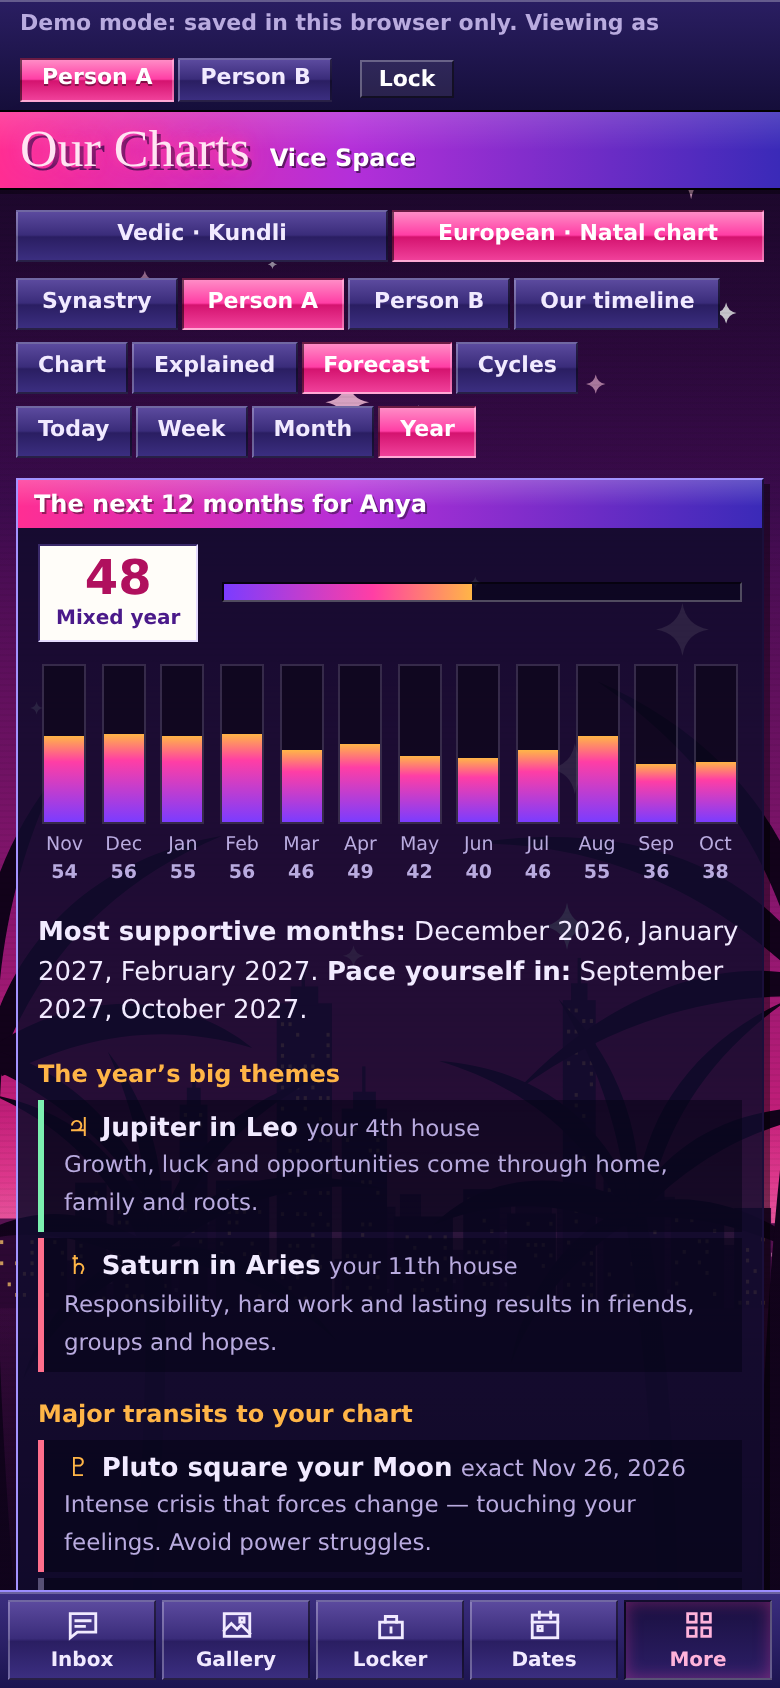 Demo mode: saved in this browser only. Viewing as
Person A
Person B
Lock
Our Charts Vice Space
Vedic · Kundli
European · Natal chart
Synastry
Person A
Person B
Our timeline
Chart
Explained
Forecast
Cycles
Today
Week
Month
Year
The next 12 months for Anya
48
Mixed year
Nov Dec Jan Feb Mar Apr May Jun Jul Aug Sep Oct
54 56 55 56 46 49 42 40 46 55 36 38
Most supportive months: December 2026, January
2027, February 2027. Pace yourself in: September
2027, October 2027.
The year’s big themes
♃ Jupiter in Leo your 4th house
Growth, luck and opportunities come through home,
family and roots.
♄ Saturn in Aries your 11th house
Responsibility, hard work and lasting results in friends,
groups and hopes.
Major transits to your chart
♇ Pluto square your Moon exact Nov 26, 2026
Intense crisis that forces change — touching your
feelings. Avoid power struggles.
Inbox
Gallery
Locker
Dates
More